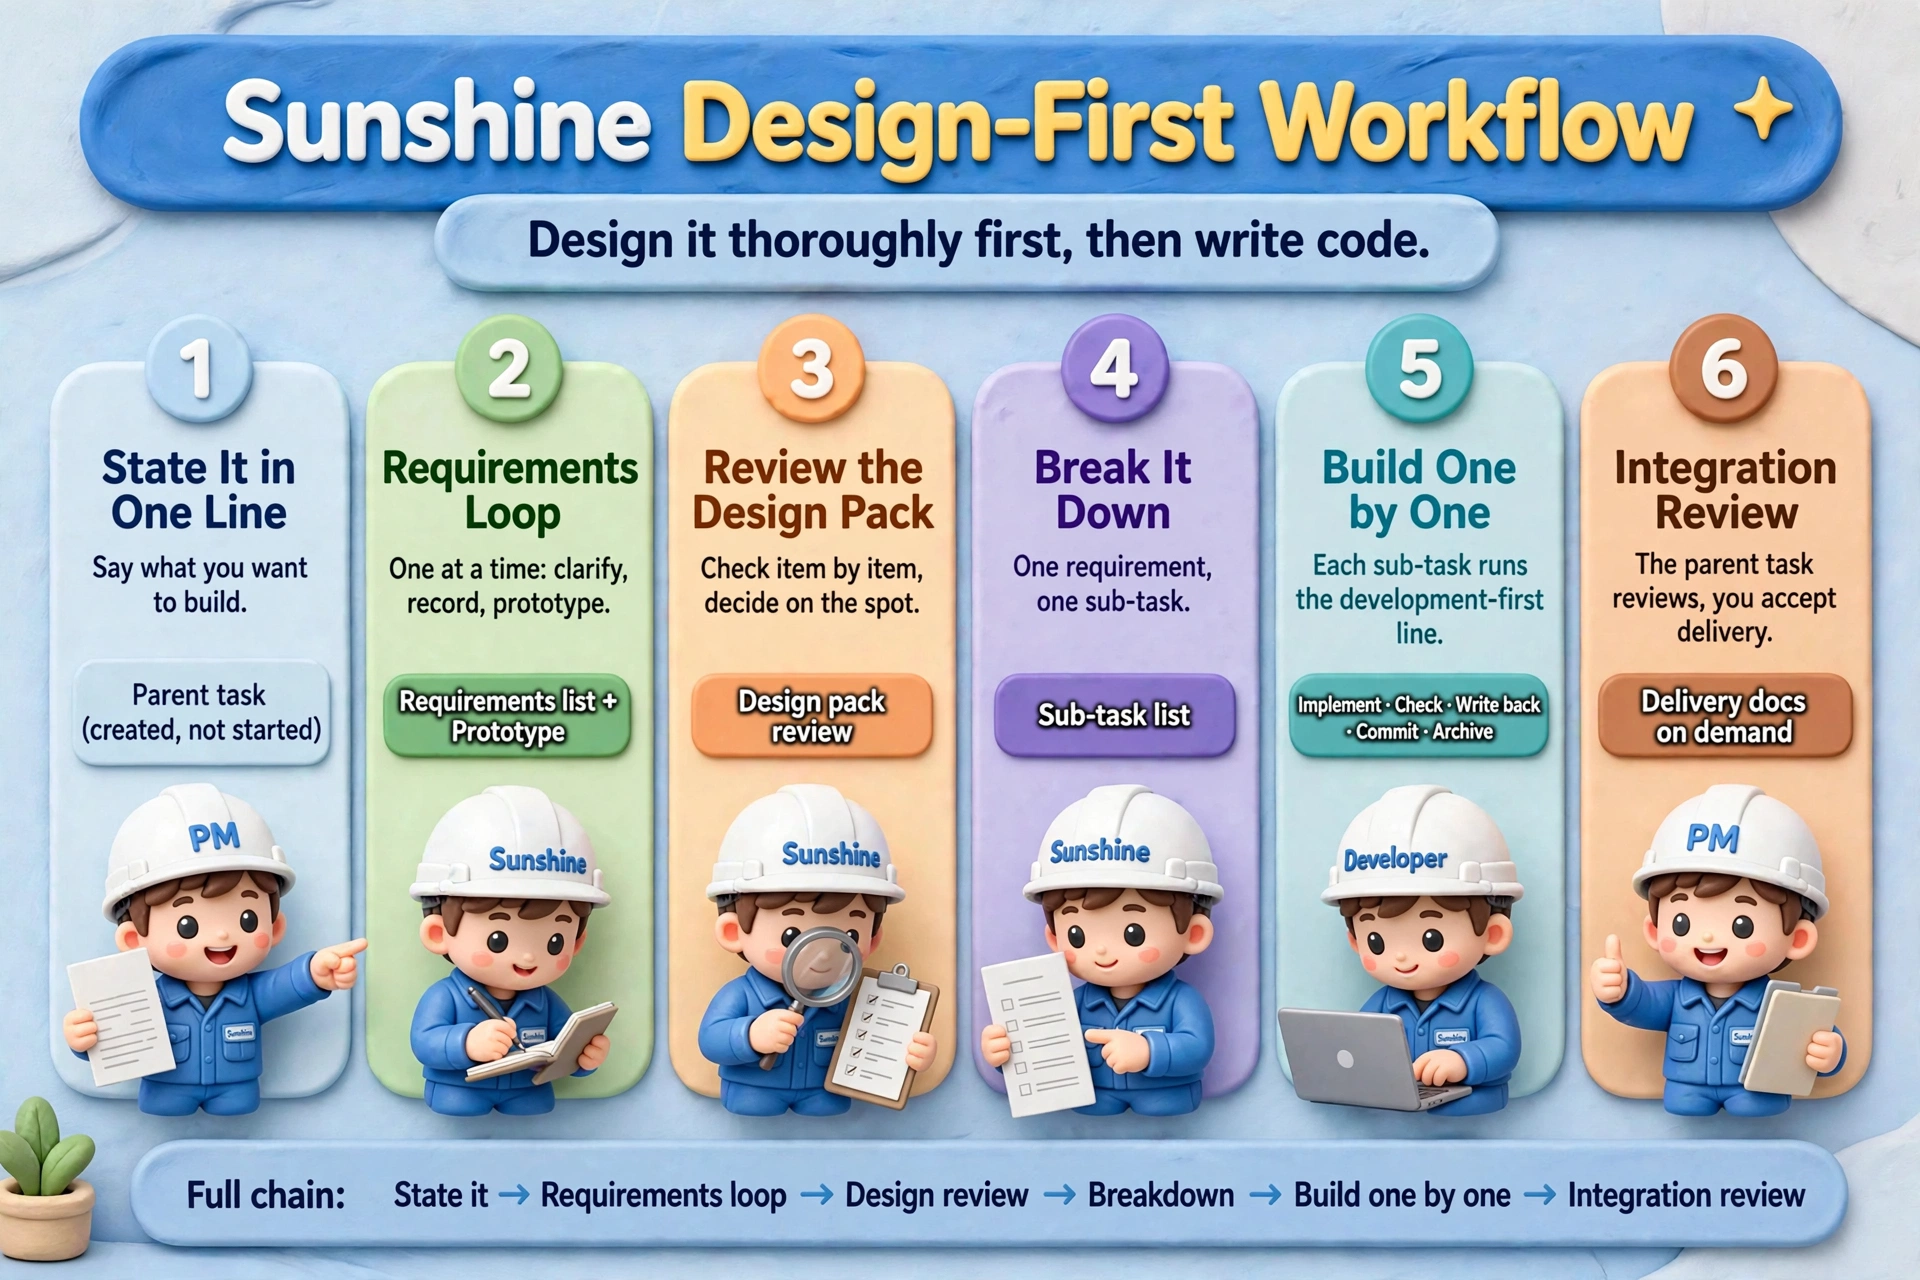 Sunshine Design-First Workflow
Design it thoroughly first, then write code.
1
State It in
One Line
Say what you want
to build.
Parent task
(created, not started)
PM
Sunshine
2
Requirements
Loop
One at a time: clarify,
record, prototype.
Requirements list +
Prototype
Sunshine
Sunshine
3
Review the
Design Pack
Check item by item,
decide on the spot.
Design pack
review
Sunshine
4
Break It
Down
One requirement,
one sub-task.
Sub-task list
Sunshine
5
Build One
by One
Each sub-task runs
the development-first
line.
Implement · Check · Write back
· Commit · Archive
Developer
Sunshine
6
Integration
Review
The parent task
reviews, you accept
delivery.
Delivery docs
on demand
PM
Full chain: State it → Requirements loop → Design review → Breakdown → Build one by one → Integration review